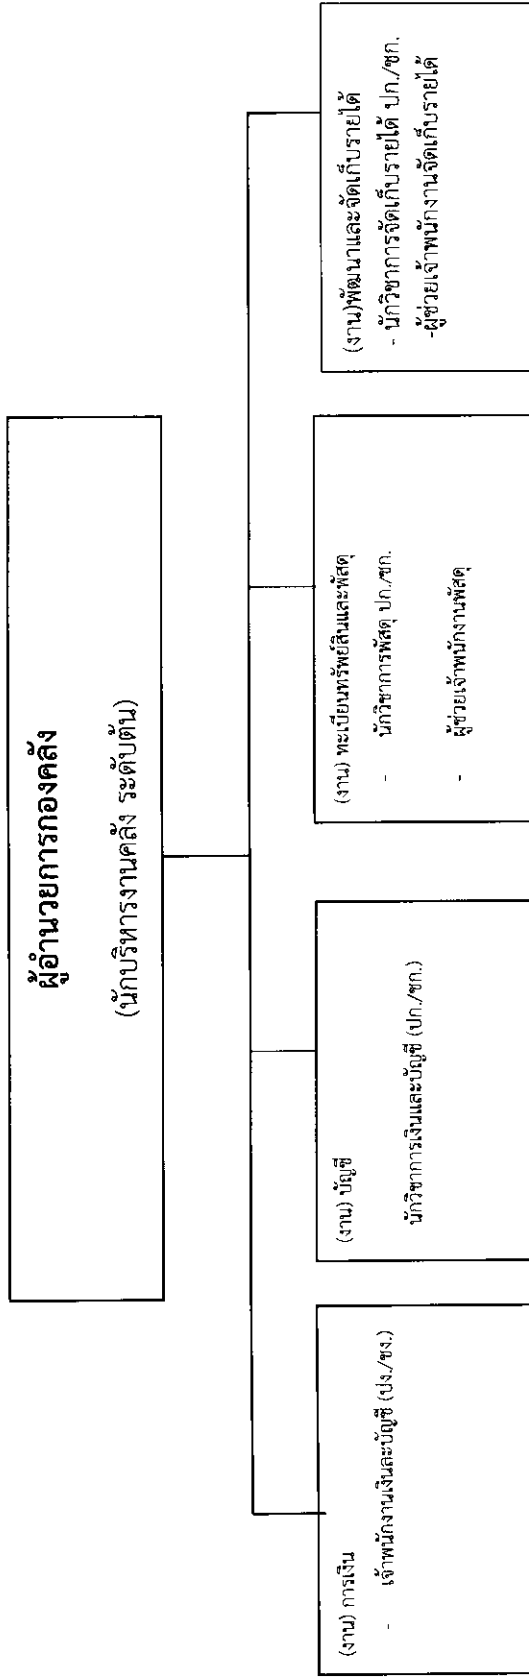 ผู้อำนวยการกองคลัง
(นักบริหารงานคลัง ระดับต้น)
(งาน) การเงิน
- เจ้าพนักงานเงินละบัญชี (ปง./ชง.)
(งาน) บัญชี
นักวิชาการเงินและบัญชี (ปก./ชก.)
(งาน) ทะเบียนทรัพย์สินและพัสดุ
- นักวิชาการพัสดุ ปก./ชก.
- ผู้ช่วยเจ้าพนักงานพัสดุ
(งาน)พัฒนาและจัดเก็บรายได้
- นักวิชาการจัดเก็บรายได้ ปก./ชก.
-ผู้ช่วยเจ้าพนักงานจัดเก็บรายได้